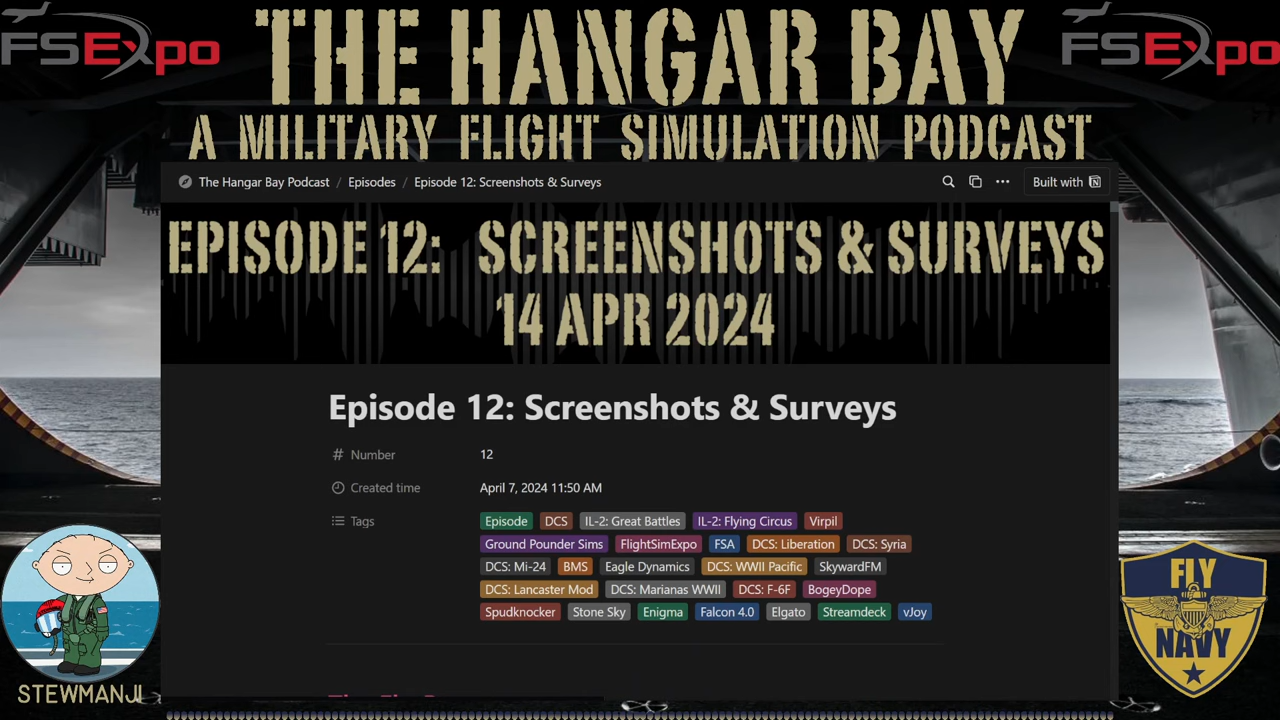 FSExpo
THE HANGAR BAY
FSExpo
A MILITARY FLIGHT SIMULATION PODCAST
The Hangar Bay Podcast / Episodes / Episode 12: Screenshots & Surveys
Built with
EPISODE 12: SCREENSHOTS & SURVEYS
14 APR 2024
Episode 12: Screenshots & Surveys
# Number 12
Created time April 7, 2024 11:50 AM
Tags Episode DCS IL-2: Great Battles IL-2: Flying Circus Virpil
Ground Pounder Sims FlightSimExpo FSA DCS: Liberation DCS: Syria
DCS: Mi-24 BMS Eagle Dynamics DCS: WWII Pacific SkywardFM
DCS: Lancaster Mod DCS: Marianas WWII DCS: F-6F BogeyDope
Spudknocker Stone Sky Enigma Falcon 4.0 Elgato Streamdeck vJoy
STEWMANJI
FLY
NAVY